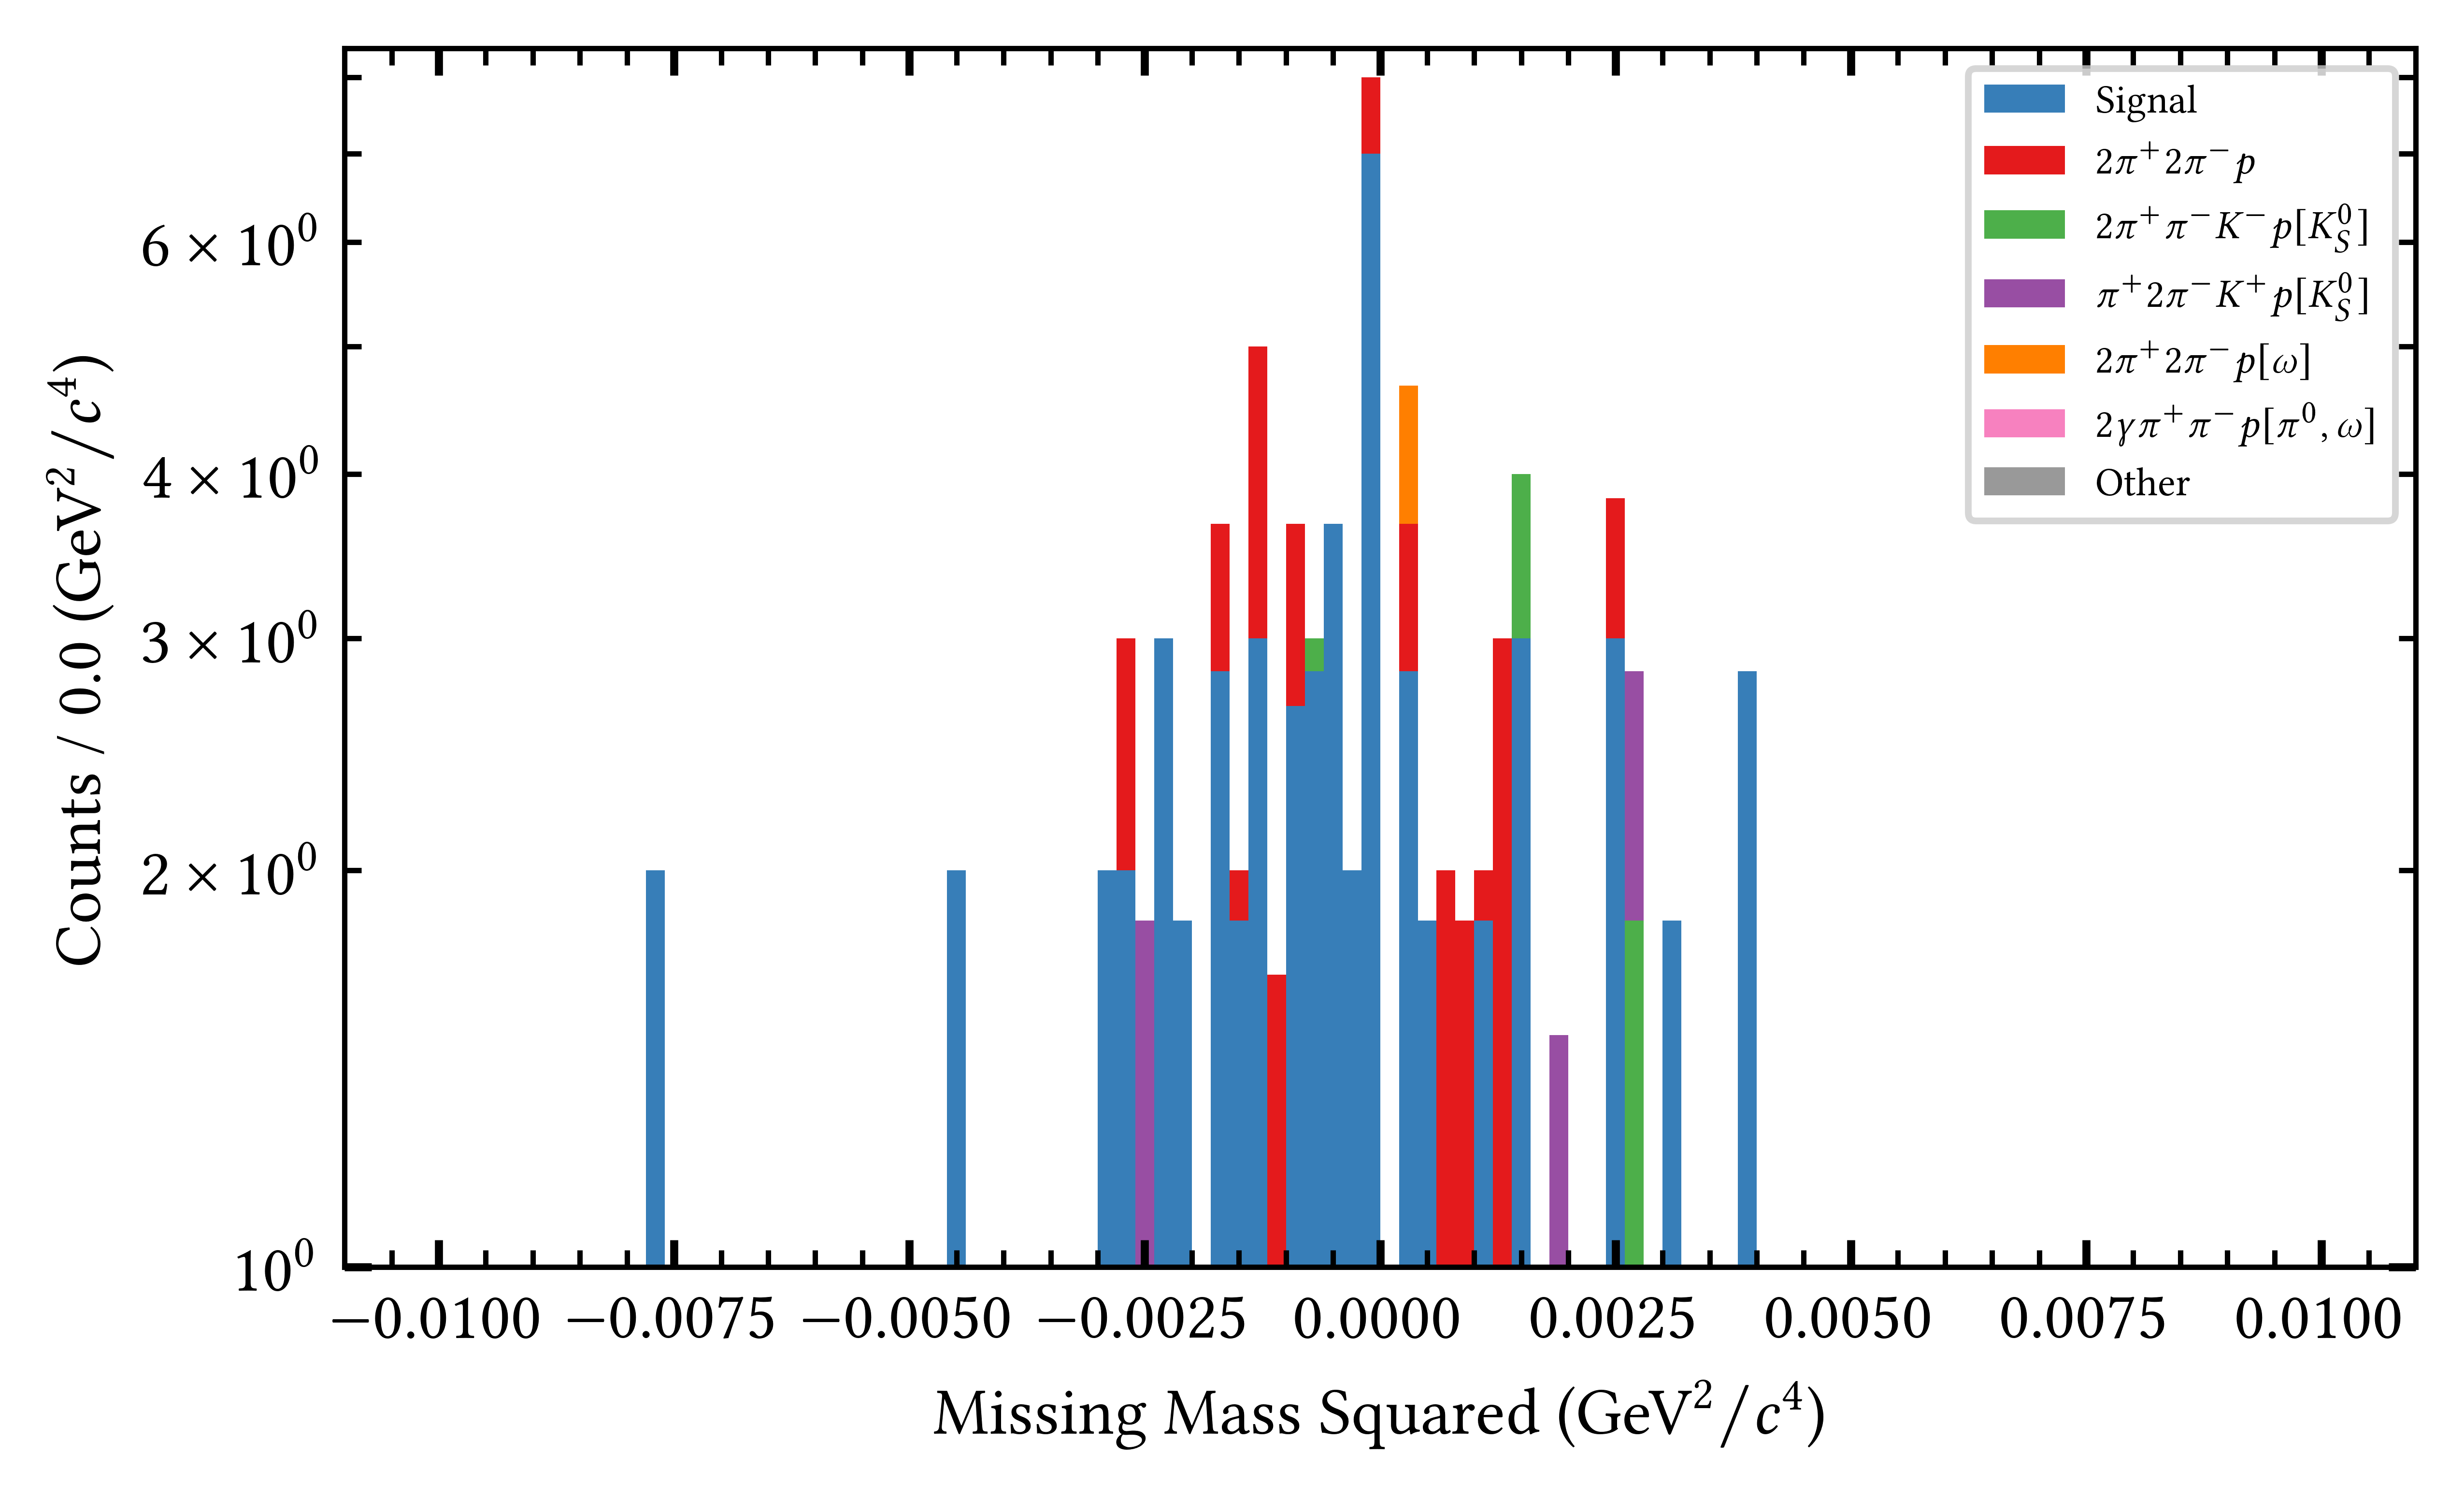 Counts / 0.0 (GeV²/c⁴)
6 × 10⁰
4 × 10⁰
3 × 10⁰
2 × 10⁰
10⁰
Signal
2π⁺2π⁻p
2π⁺π⁻K⁻p[K⁰_S]
π⁺2π⁻K⁺p[K⁰_S]
2π⁺2π⁻p[ω]
2γπ⁺π⁻p[π⁰, ω]
Other
−0.0100 −0.0075 −0.0050 −0.0025 0.0000 0.0025 0.0050 0.0075 0.0100
Missing Mass Squared (GeV²/c⁴)